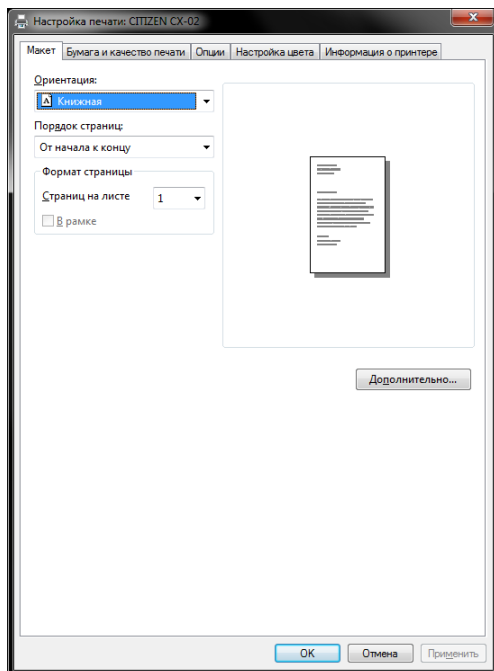 Настройка печати: CITIZEN CX-02
Макет Бумага и качество печати Опции Настройка цвета Информация о принтере
Ориентация:
Книжная
Порядок страниц:
От начала к концу
Формат страницы
Страниц на листе 1
В рамке
Дополнительно...
OK Отмена Применить